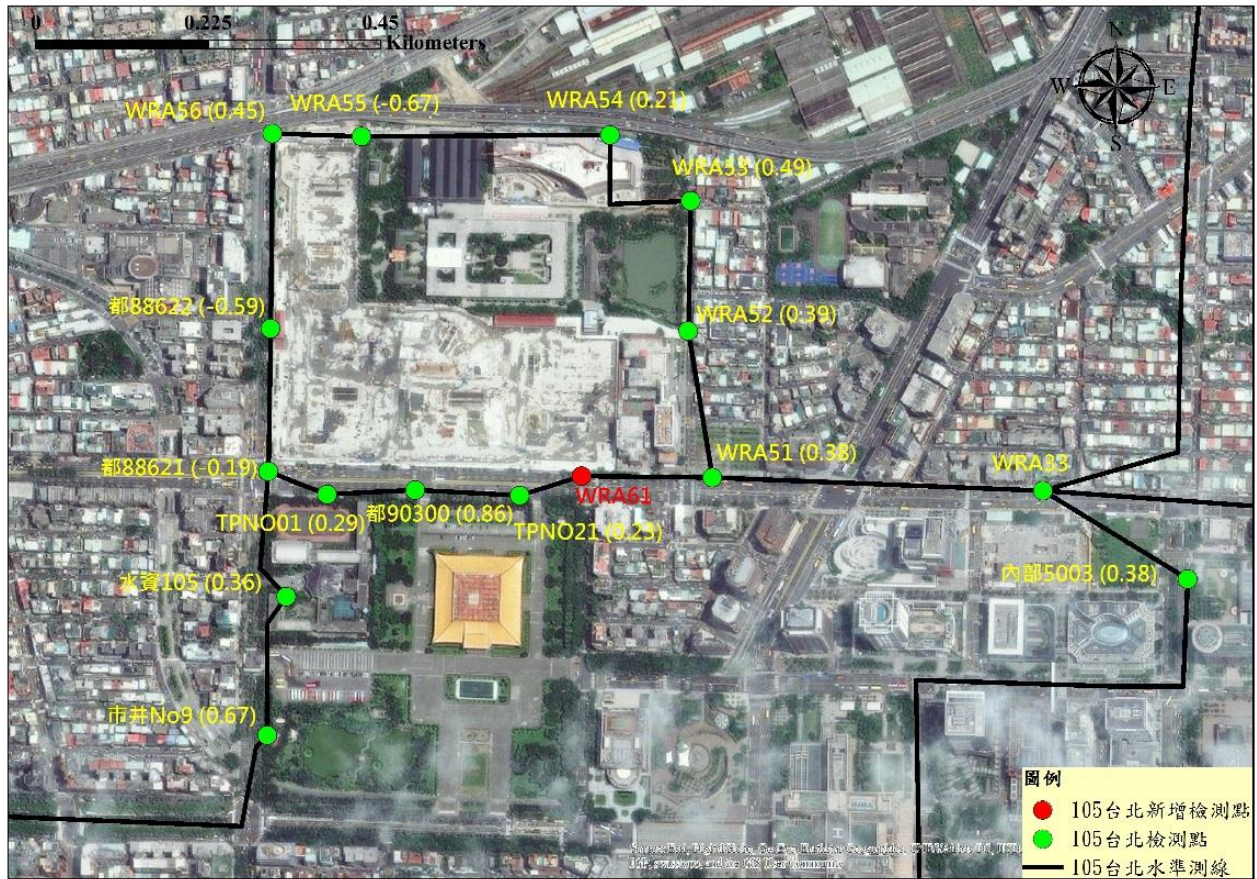 0 0.225 0.45
Kilometers
N
W E
S
WRA56 (0.45)
WRA55 (-0.67)
WRA54 (0.21)
WRA53 (0.49)
都88622 (-0.59)
WRA52 (0.39)
都88621 (-0.19)
WRA51 (0.38)
WRA33
WRA61
TPNO01 (0.29)
都90300 (0.86)
TPNO21 (0.23)
水資105 (0.36)
內部5003 (0.38)
市井No9 (0.67)
圖例
105台北新增檢測點
105台北檢測點
105台北水準測線
and the GIS User Community